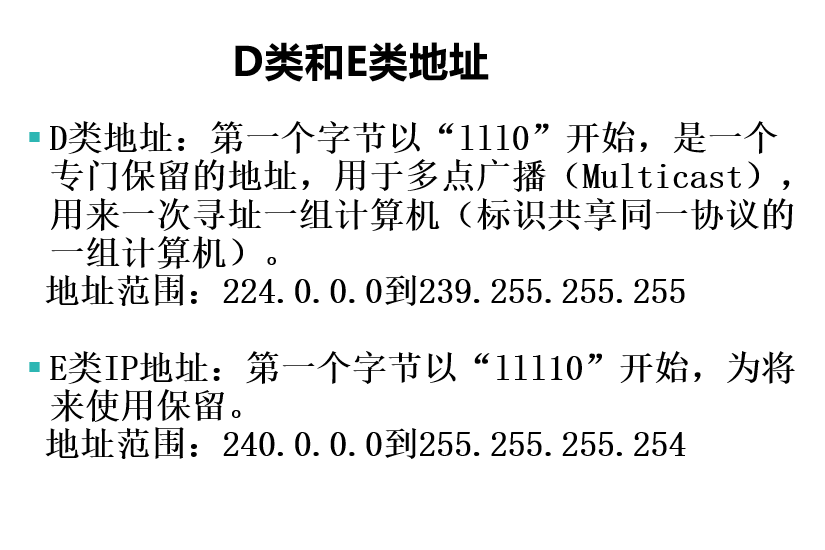 D类和E类地址
D类地址：第一个字节以“lll0”开始，是一个
专门保留的地址，用于多点广播（Multicast），
用来一次寻址一组计算机（标识共享同一协议的
一组计算机）。
地址范围：224.0.0.0到239.255.255.255
E类IP地址：第一个字节以“llll0”开始，为将
来使用保留。
地址范围：240.0.0.0到255.255.255.254